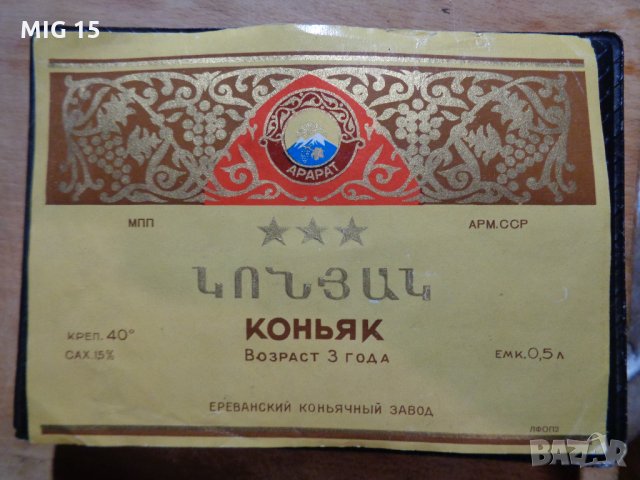 MIG 15
АРАРАТ
МПП
АРМ.ССР
ԿՈՆՅԱԿ
КОНЬЯК
КРЕП. 40°
САХ. 1,5%
ВОЗРАСТ 3 ГОДА
ЕМК. 0,5 Л
ЕРЕВАНСКИЙ КОНЬЯЧНЫЙ ЗАВОД
BAZAR